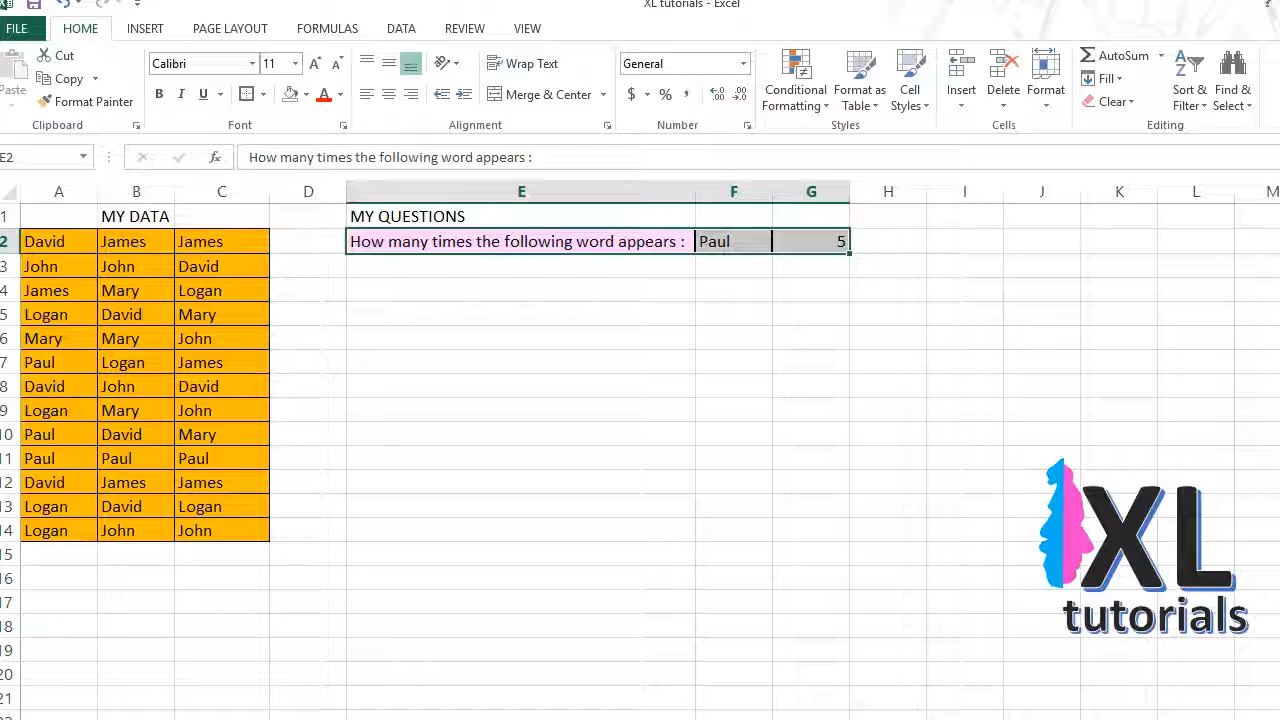 XL tutorials - Excel
FILE HOME INSERT PAGE LAYOUT FORMULAS DATA REVIEW VIEW
Paste Cut Copy Format Painter Clipboard
Calibri 11 A A B I U A Font
Wrap Text Merge & Center Alignment
General $ % , .00 .00 Number
Conditional Formatting Format as Table Cell Styles Styles
Insert Delete Format Cells
AutoSum Fill Clear Sort & Filter Find & Select Editing
E2 fx How many times the following word appears :
A B C D E F G H I J K L M
1 MY DATA MY QUESTIONS
2 David James James How many times the following word appears : Paul 5
3 John John David
4 James Mary Logan
5 Logan David Mary
6 Mary Mary John
7 Paul Logan James
8 David John David
9 Logan Mary John
10 Paul David Mary
11 Paul Paul Paul
12 David James James
13 Logan David Logan
14 Logan John John
15
16
17
18
19
20
21
XL
tutorials